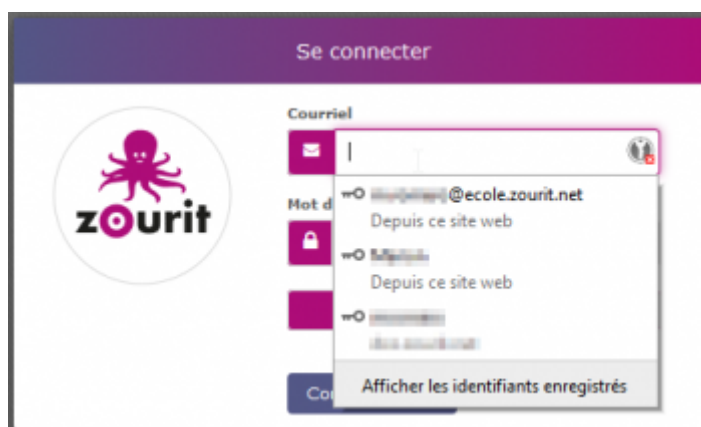 Se connecter
Courriel
@ecole.zourit.net
Mot d
Depuis ce site web
zourit
Depuis ce site web
Afficher les identifiants enregistrés
Co